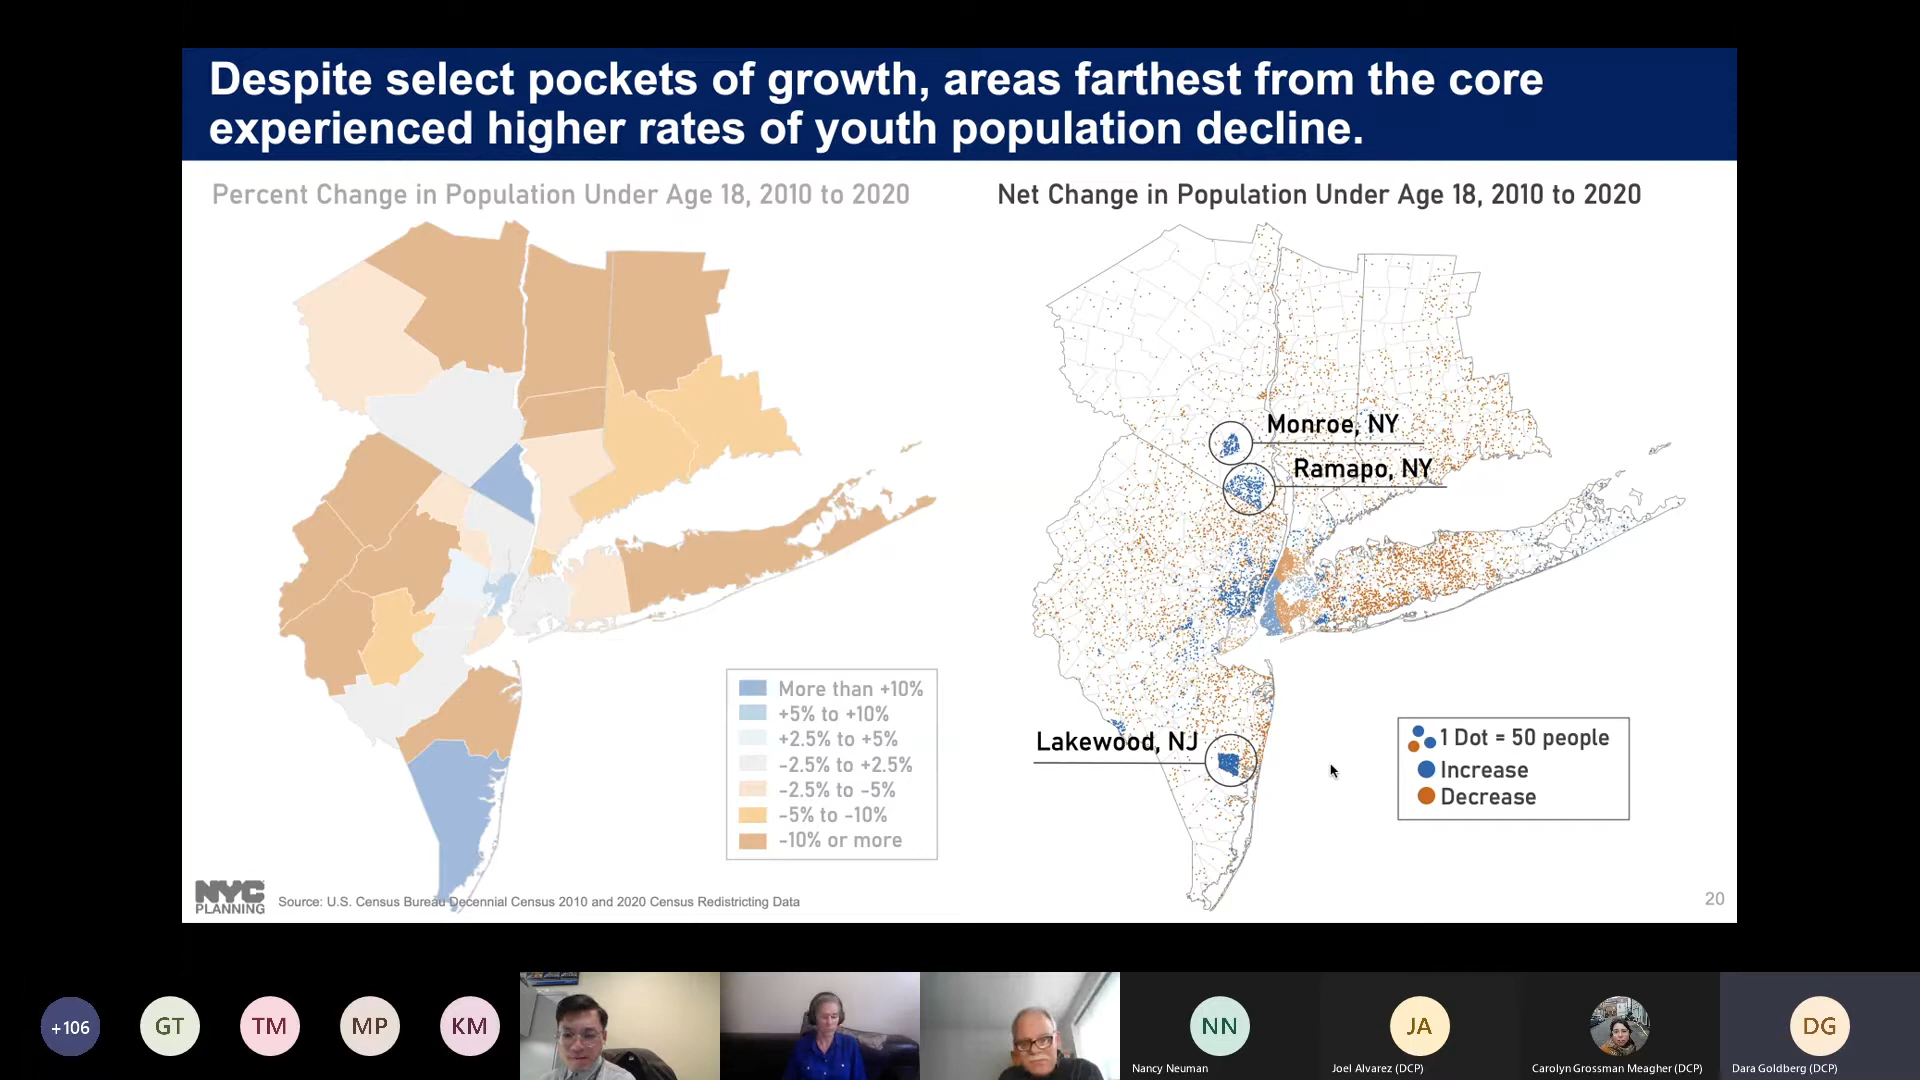 Despite select pockets of growth, areas farthest from the core
experienced higher rates of youth population decline.
Percent Change in Population Under Age 18, 2010 to 2020
Net Change in Population Under Age 18, 2010 to 2020
Monroe, NY
Ramapo, NY
Lakewood, NJ
More than +10%
+5% to +10%
+2.5% to +5%
-2.5% to +2.5%
-2.5% to -5%
-5% to -10%
-10% or more
1 Dot = 50 people
Increase
Decrease
NYC
PLANNING
Source: U.S. Census Bureau Decennial Census 2010 and 2020 Census Redistricting Data
20
+106
GT
TM
MP
KM
NN
JA
DG
Nancy Neuman
Joel Alvarez (DCP)
Carolyn Grossman Meagher (DCP)
Dara Goldberg (DCP)